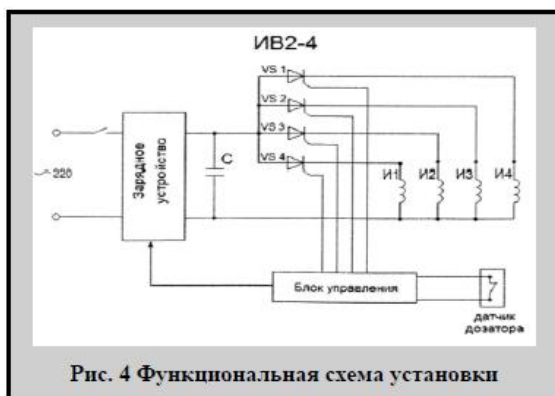 ИВ2-4
VS 1
VS 2
VS 3
VS 4
~220
Зарядное
устройство
С
И1 И2 И3 И4
Блок управления
датчик
дозатора
Рис. 4 Функциональная схема установки